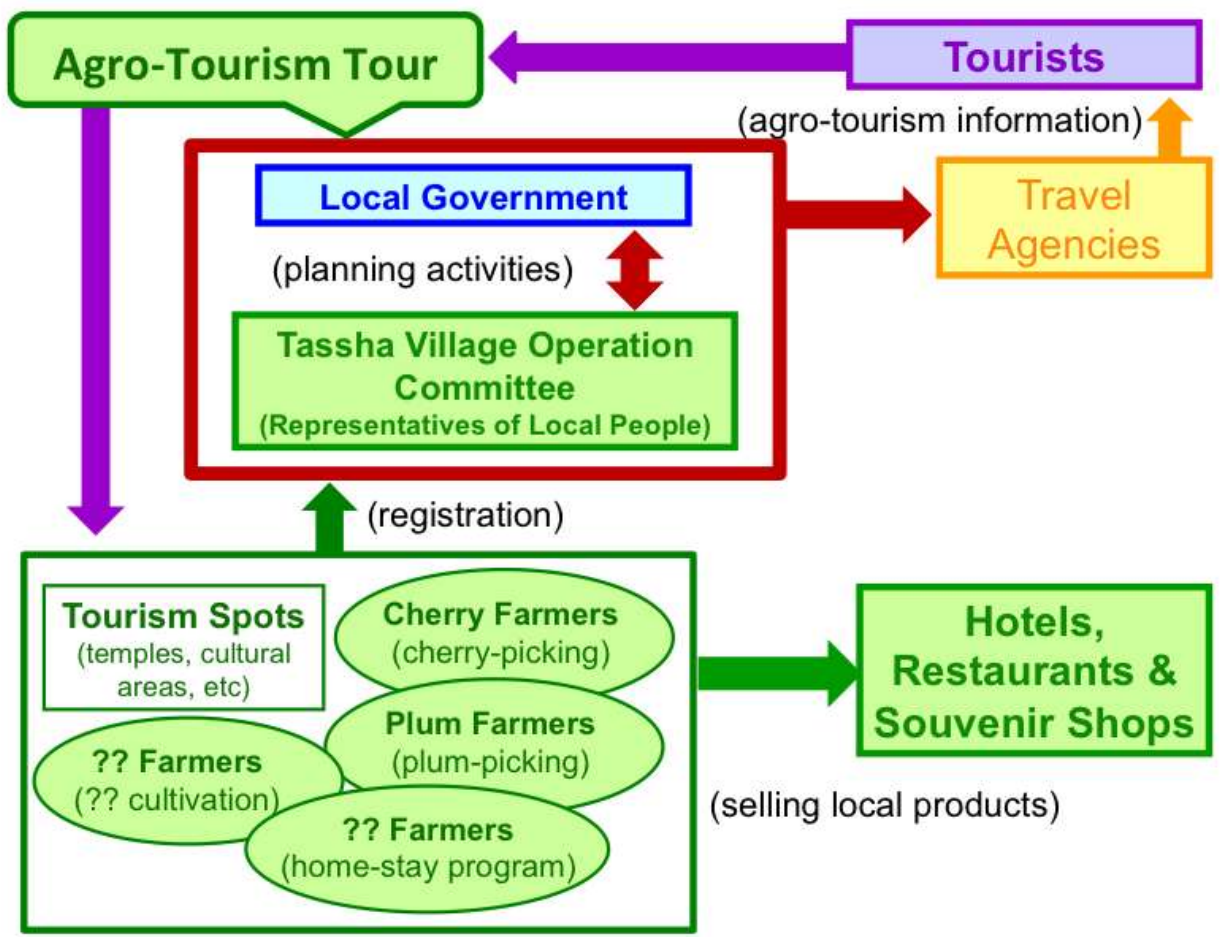 Agro-Tourism Tour
Tourists
(agro-tourism information)
Local Government
Travel
Agencies
(planning activities)
Tassha Village Operation
Committee
(Representatives of Local People)
(registration)
Tourism Spots
(temples, cultural
areas, etc)
Cherry Farmers
(cherry-picking)
Hotels,
Restaurants &
Souvenir Shops
Plum Farmers
(plum-picking)
?? Farmers
(?? cultivation)
(selling local products)
?? Farmers
(home-stay program)